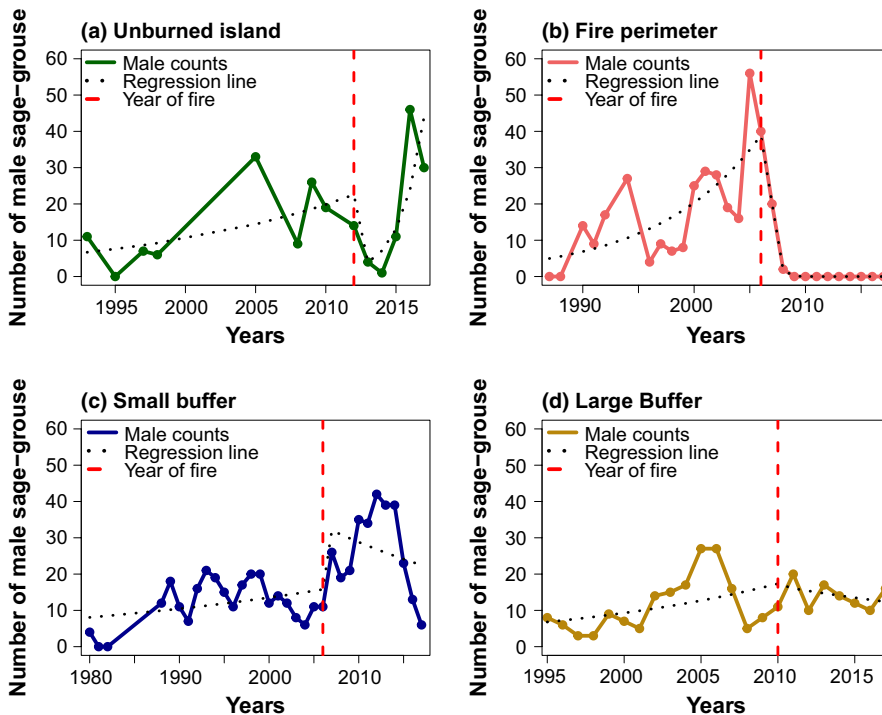 (a) Unburned island
Number of male sage−grouse
60
50
40
30
20
10
0
Male counts
Regression line
Year of fire
1995
2000
2005
2010
2015
Years
(b) Fire perimeter
Number of male sage−grouse
60
50
40
30
20
10
0
Male counts
Regression line
Year of fire
1990
2000
2010
Years
(c) Small buffer
Number of male sage−grouse
60
50
40
30
20
10
0
Male counts
Regression line
Year of fire
1980
1990
2000
2010
Years
(d) Large Buffer
Number of male sage−grouse
60
50
40
30
20
10
0
Male counts
Regression line
Year of fire
1995
2000
2005
2010
2015
Years